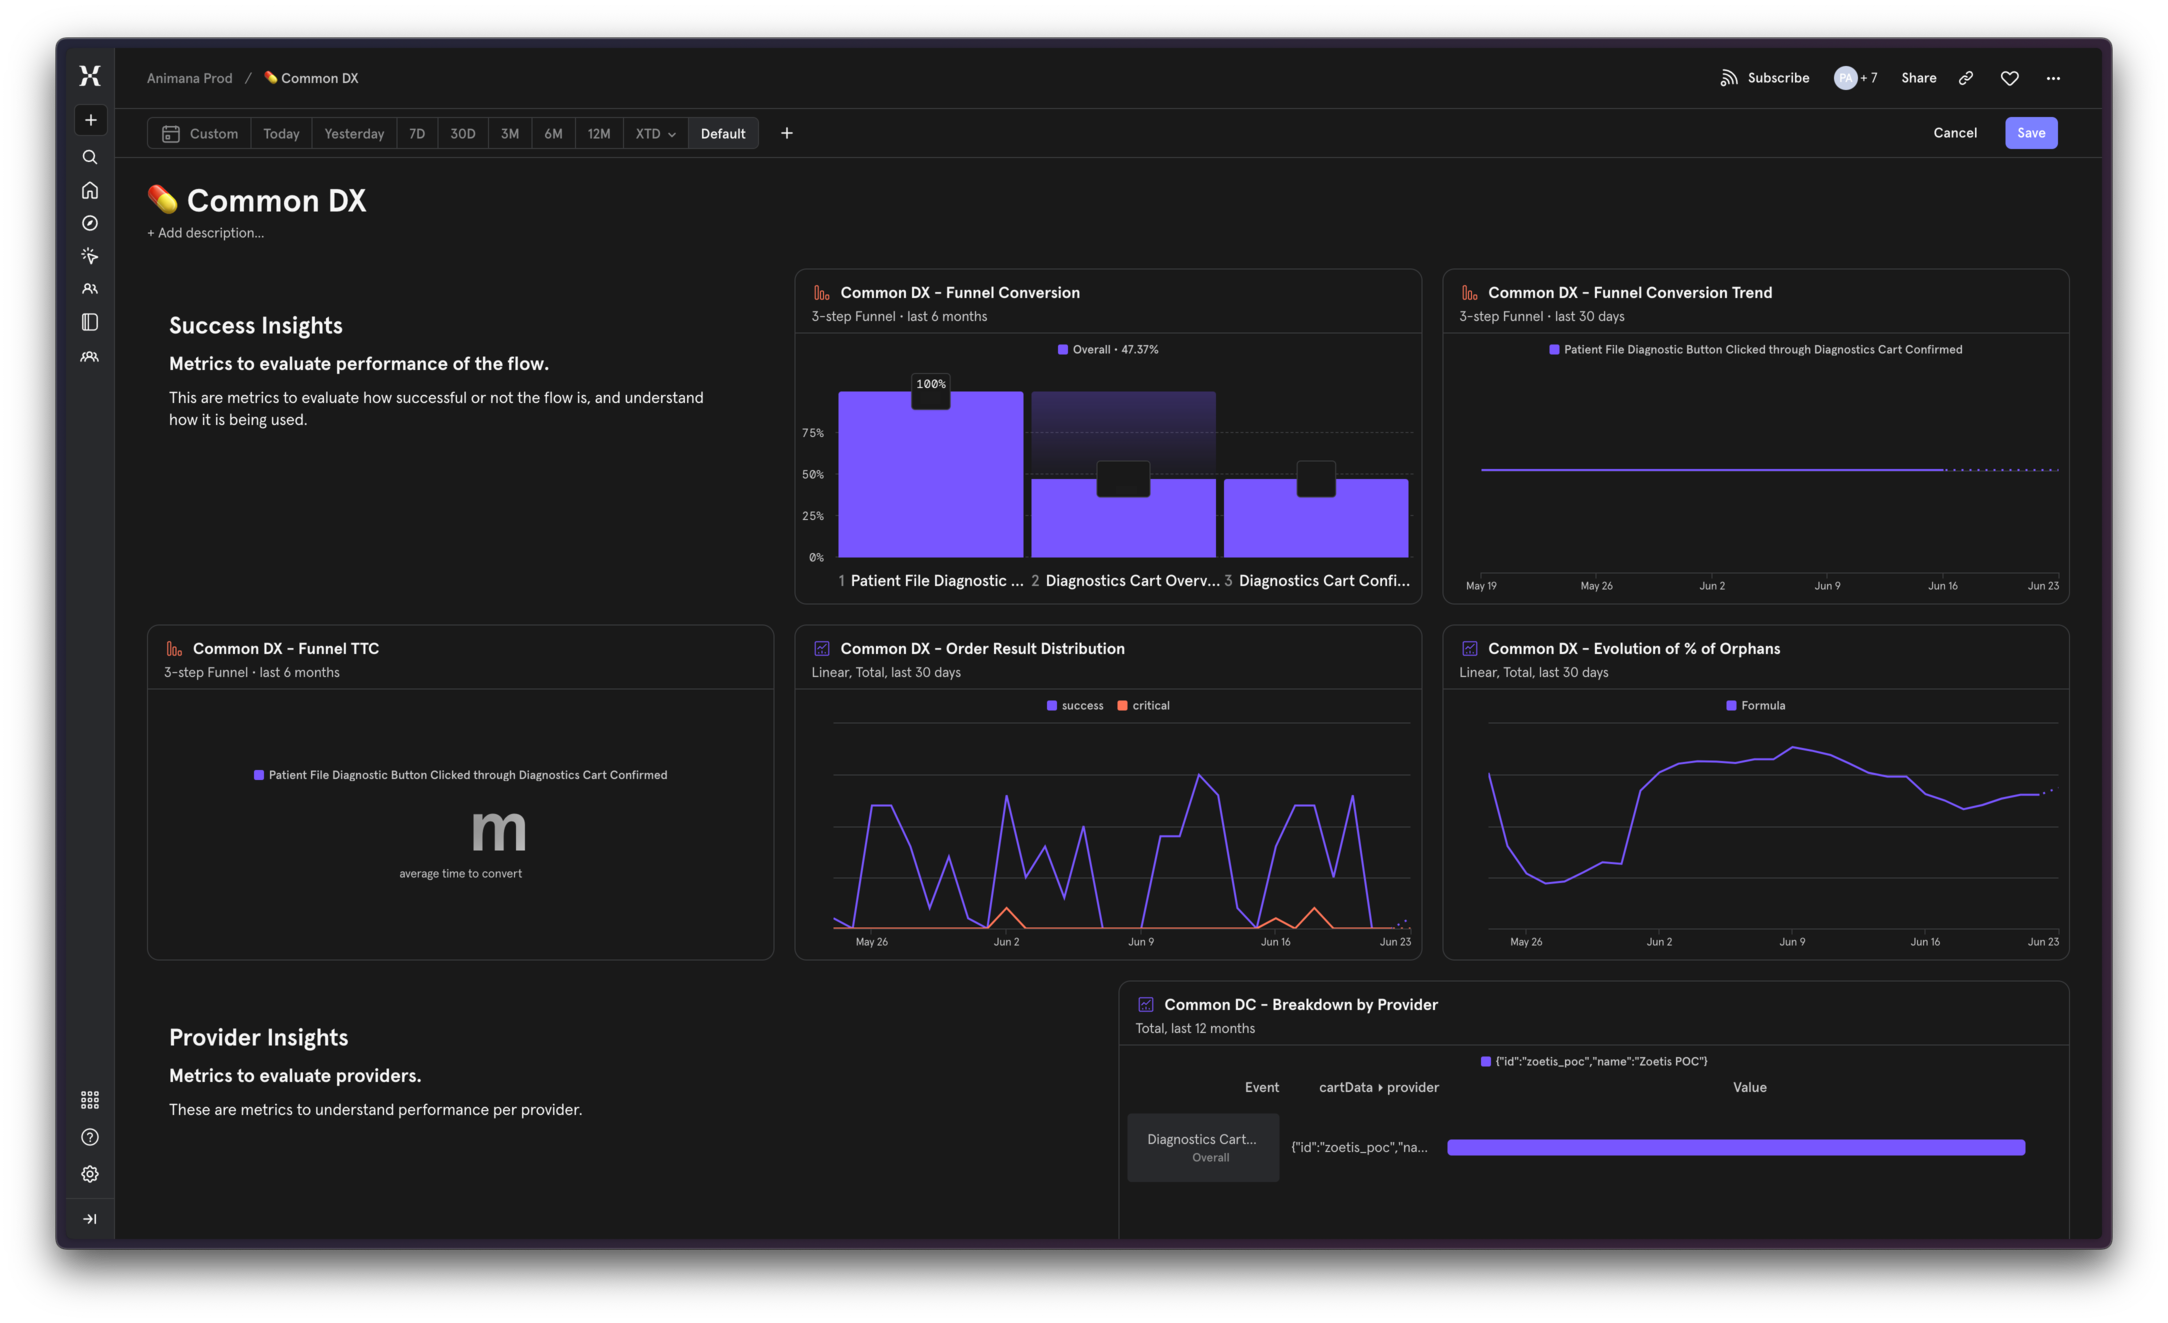 Animana Prod / 💊 Common DX
Subscribe PA + 7 Share
Custom Today Yesterday 7D 30D 3M 6M 12M XTD Default +
Cancel Save
💊 Common DX
+ Add description...
Success Insights
Metrics to evaluate performance of the flow.
This are metrics to evaluate how successful or not the flow is, and understand
how it is being used.
Common DX - Funnel Conversion
3-step Funnel · last 6 months
Overall · 47.37%
100%
75%
50%
25%
0%
1 Patient File Diagnostic ... 2 Diagnostics Cart Overv... 3 Diagnostics Cart Confi...
Common DX - Funnel Conversion Trend
3-step Funnel · last 30 days
Patient File Diagnostic Button Clicked through Diagnostics Cart Confirmed
May 19 May 26 Jun 2 Jun 9 Jun 16 Jun 23
Common DX - Funnel TTC
3-step Funnel · last 6 months
Patient File Diagnostic Button Clicked through Diagnostics Cart Confirmed
m
average time to convert
Common DX - Order Result Distribution
Linear, Total, last 30 days
success critical
May 26 Jun 2 Jun 9 Jun 16 Jun 23
Common DX - Evolution of % of Orphans
Linear, Total, last 30 days
Formula
May 26 Jun 2 Jun 9 Jun 16 Jun 23
Provider Insights
Metrics to evaluate providers.
These are metrics to understand performance per provider.
Common DC - Breakdown by Provider
Total, last 12 months
{"id":"zoetis_poc","name":"Zoetis POC"}
Event cartData ▸ provider Value
Diagnostics Cart... {"id":"zoetis_poc","na...
Overall